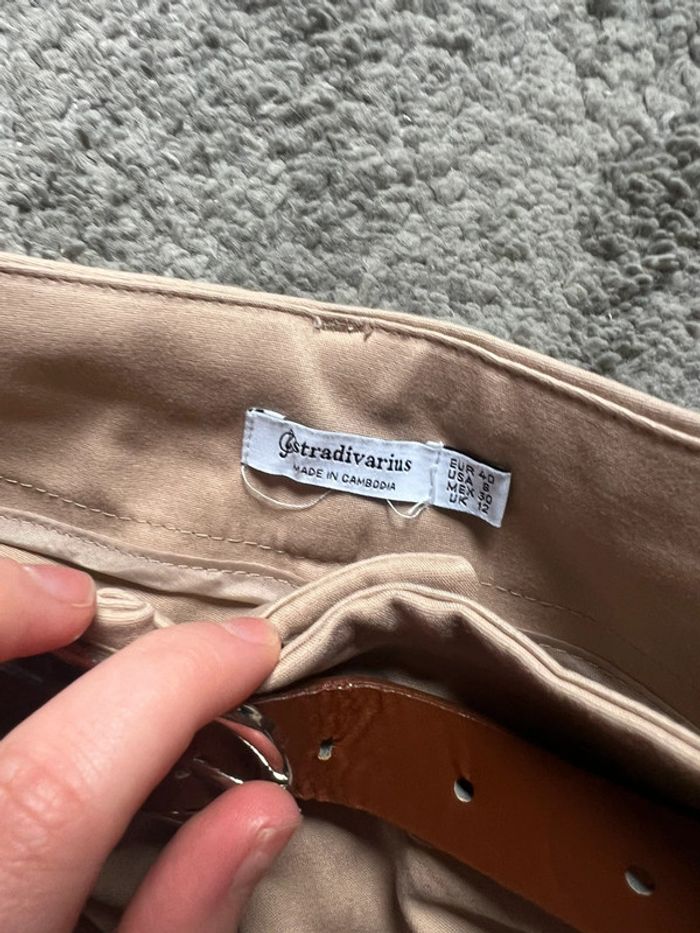 stradivarius
MADE IN CAMBODIA
EUR 40
USA 8
MEX 30
UK 12